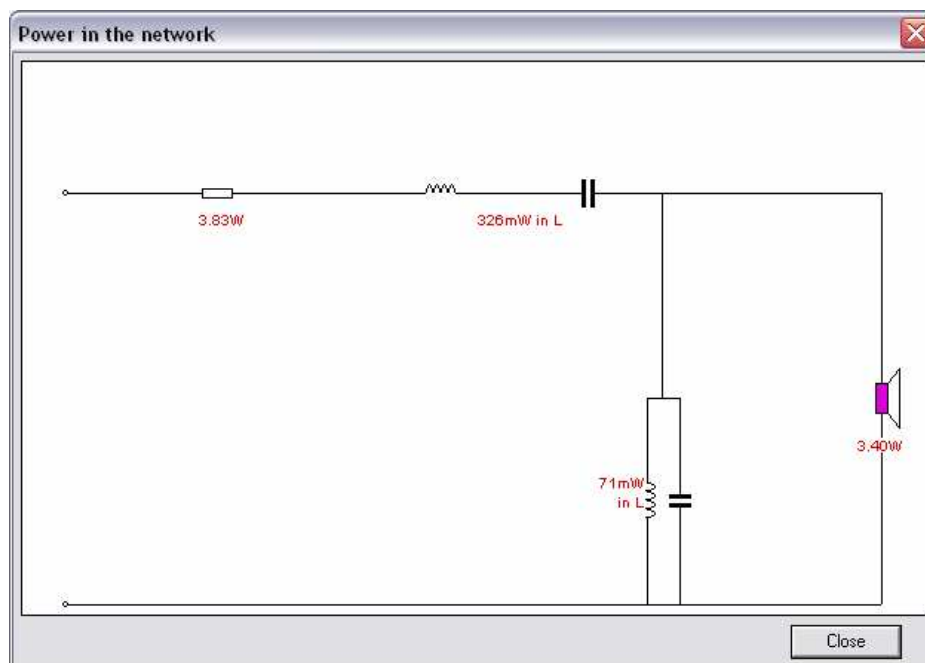 Power in the network
3.83W
326mW in L
3.40W
71mW
in L
Close